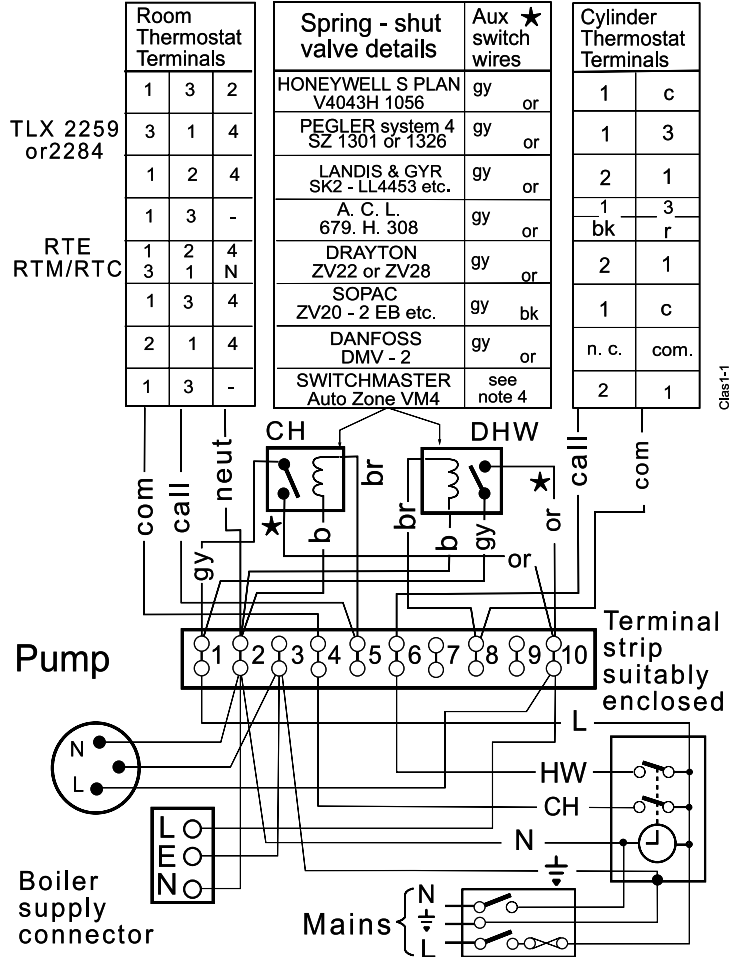 Room
Thermostat
Terminals
Spring - shut
valve details
Aux ★
switch
wires
Cylinder
Thermostat
Terminals
1 3 2
HONEYWELL S PLAN
V4043H 1056
gy
or
1 c
TLX 2259
or2284
3 1 4
PEGLER system 4
SZ 1301 or 1326
gy
or
1 3
1 2 4
LANDIS & GYR
SK2 - LL4453 etc.
gy
or
2 1
1 3 -
A. C. L.
679. H. 308
gy
or
1 3
bk r
RTE
RTM/RTC
1 2 4
3 1 N
DRAYTON
ZV22 or ZV28
gy
or
2 1
1 3 4
SOPAC
ZV20 - 2 EB etc.
gy
bk
1 c
2 1 4
DANFOSS
DMV - 2
gy
or
n. c. com.
1 3 -
SWITCHMASTER
Auto Zone VM4
see
note 4
2 1
Clas1-1
CH
DHW
com
call
neut
gy
★
b
br
br
b
gy
★
or
call
com
or
Pump
1 2 3 4 5 6 7 8 9 10
Terminal
strip
suitably
enclosed
N
L
L
HW
CH
N
L
E
N
Boiler
supply
connector
Mains
N
L